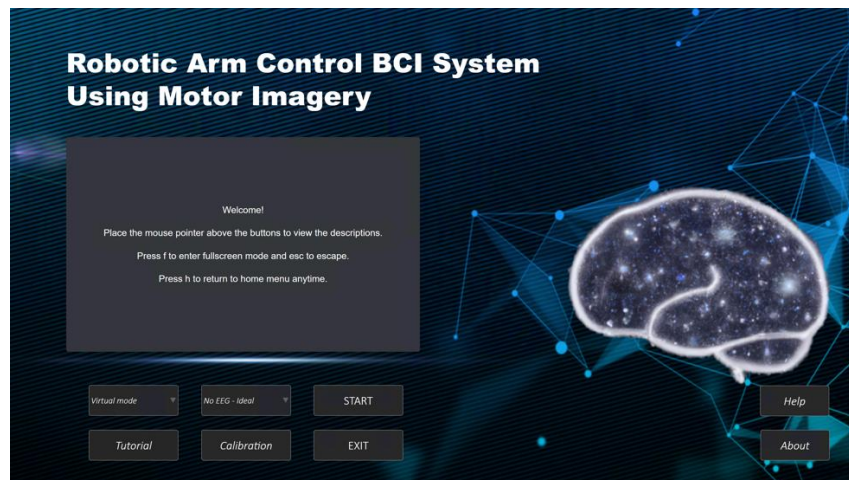 Robotic Arm Control BCI System
Using Motor Imagery
Welcome!
Place the mouse pointer above the buttons to view the descriptions.
Press f to enter fullscreen mode and esc to escape.
Press h to return to home menu anytime.
Virtual mode
No EEG - Ideal
START
Help
Tutorial
Calibration
EXIT
About